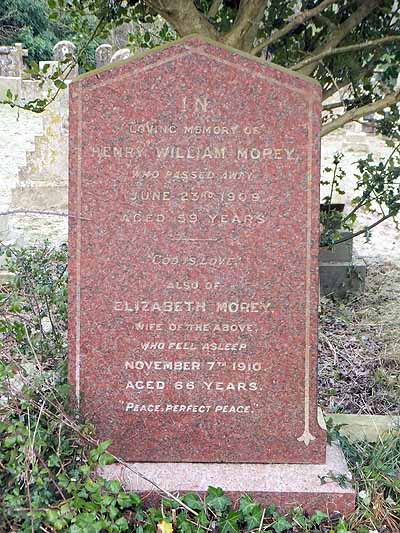 IN
LOVING MEMORY OF
HENRY WILLIAM MOREY,
WHO PASSED AWAY
JUNE 23RD 1909,
AGED 59 YEARS
"GOD IS LOVE."
ALSO OF
ELIZABETH MOREY,
WIFE OF THE ABOVE,
WHO FELL ASLEEP
NOVEMBER 7TH 1910,
AGED 66 YEARS.
"PEACE, PERFECT PEACE."